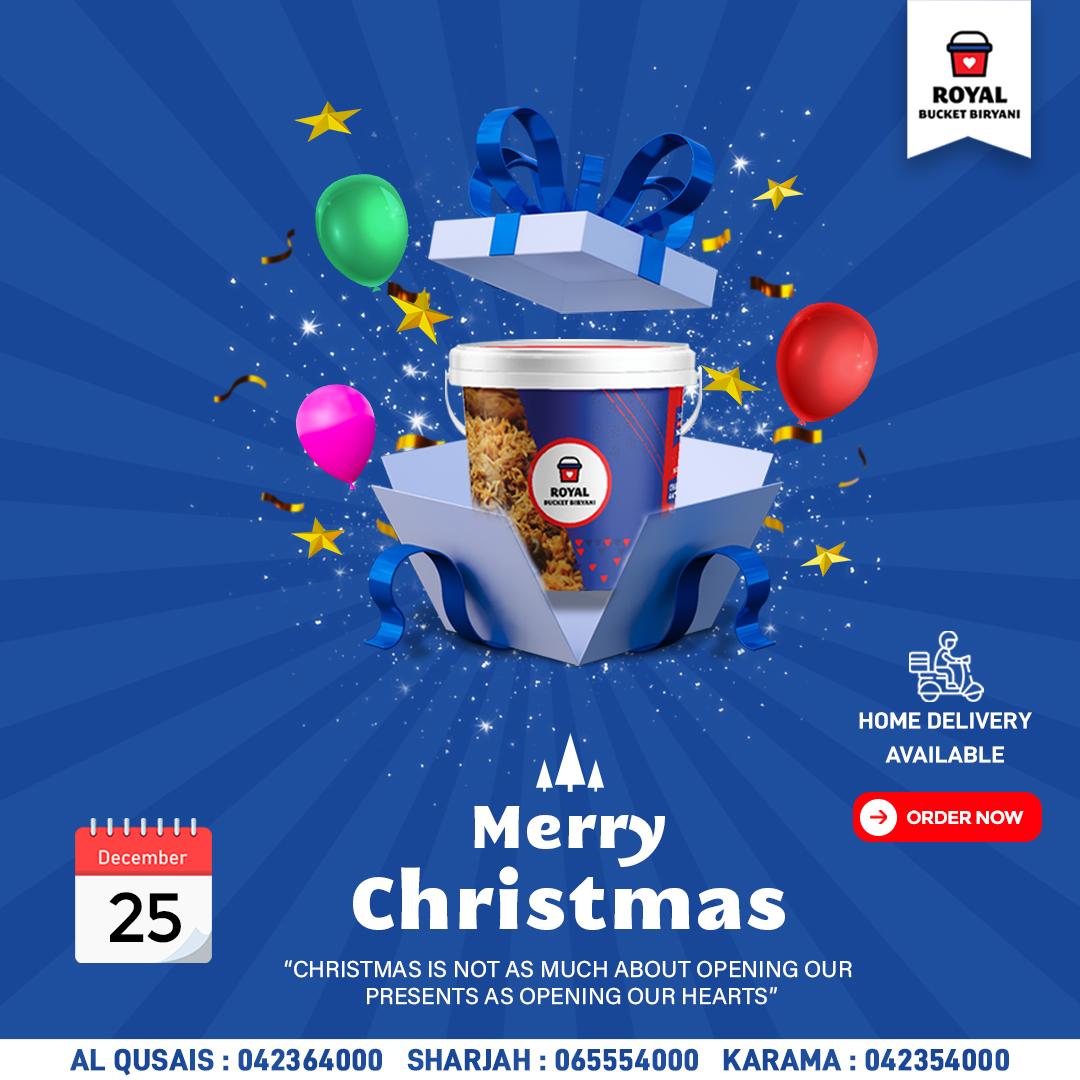 ROYAL
BUCKET BIRYANI
ROYAL
BUCKET BIRYANI
HOME DELIVERY
AVAILABLE
ORDER NOW
December
25
Merry
Christmas
“CHRISTMAS IS NOT AS MUCH ABOUT OPENING OUR
PRESENTS AS OPENING OUR HEARTS”
AL QUSAIS : 042364000 SHARJAH : 065554000 KARAMA : 042354000